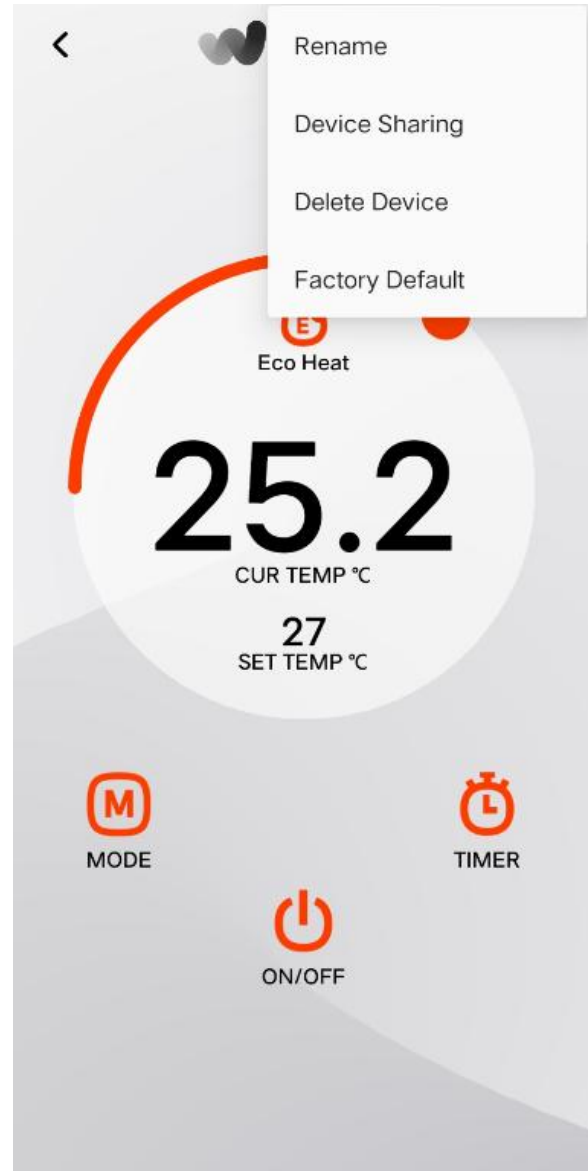 Rename
Device Sharing
Delete Device
Factory Default
E
Eco Heat
25.2
CUR TEMP °C
27
SET TEMP °C
M
MODE
TIMER
ON/OFF